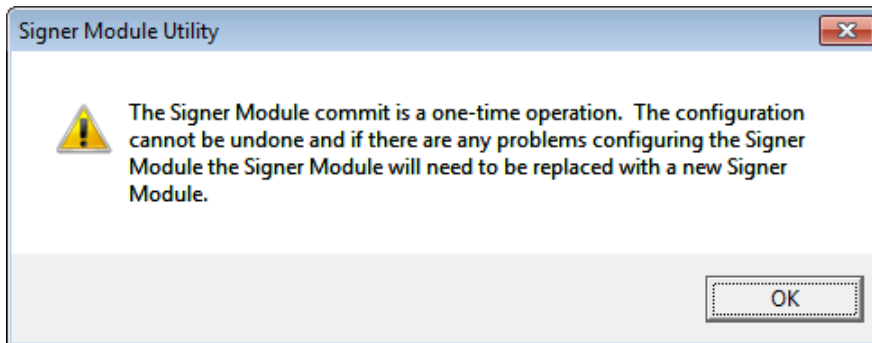 Signer Module Utility
The Signer Module commit is a one-time operation.  The configuration
cannot be undone and if there are any problems configuring the Signer
Module the Signer Module will need to be replaced with a new Signer
Module.
OK